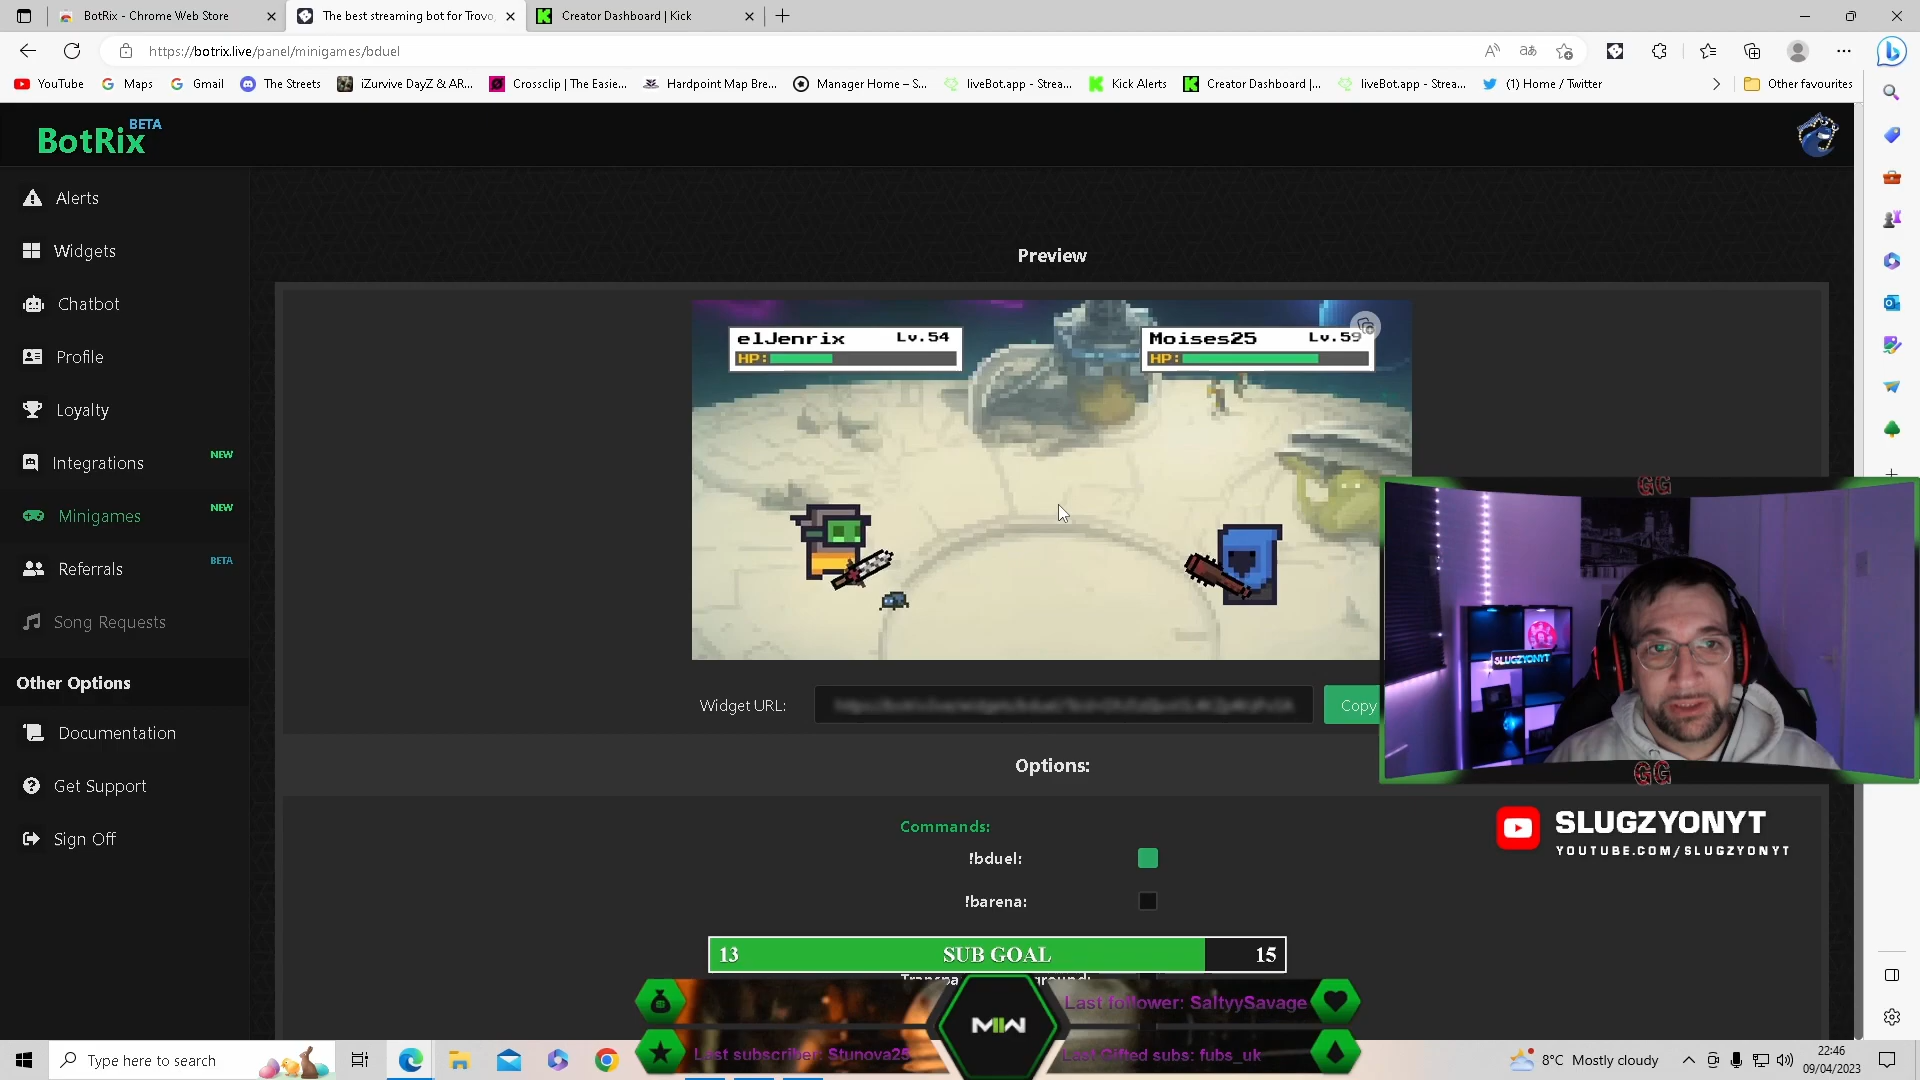 BotRix - Chrome Web Store
The best streaming bot for Trovo,
Creator Dashboard | Kick
https://botrix.live/panel/minigames/bduel
YouTube
Maps
Gmail
The Streets
iZurvive DayZ & AR...
Crossclip | The Easie...
Hardpoint Map Bre...
Manager Home – S...
liveBot.app - Strea...
Kick Alerts
Creator Dashboard |...
liveBot.app - Strea...
(1) Home / Twitter
Other favourites
BotRix
BETA
Alerts
Widgets
Chatbot
Profile
Loyalty
Integrations NEW
Minigames NEW
Referrals BETA
Song Requests
Other Options
Documentation
Get Support
Sign Off
Preview
elJenrix Lv.54
HP:
Moises25 Lv.59
HP:
Widget URL:
Copy
Options:
Commands:
!bduel:
!barena:
13 SUB GOAL 15
Last follower: SaltyySavage
Last subscriber: Stunova25
Last Gifted subs: fubs_uk
MW
GG
SLUGZYONYT
GG
SLUGZYONYT
YOUTUBE.COM/SLUGZYONYT
Type here to search
8°C Mostly cloudy
22:46
09/04/2023